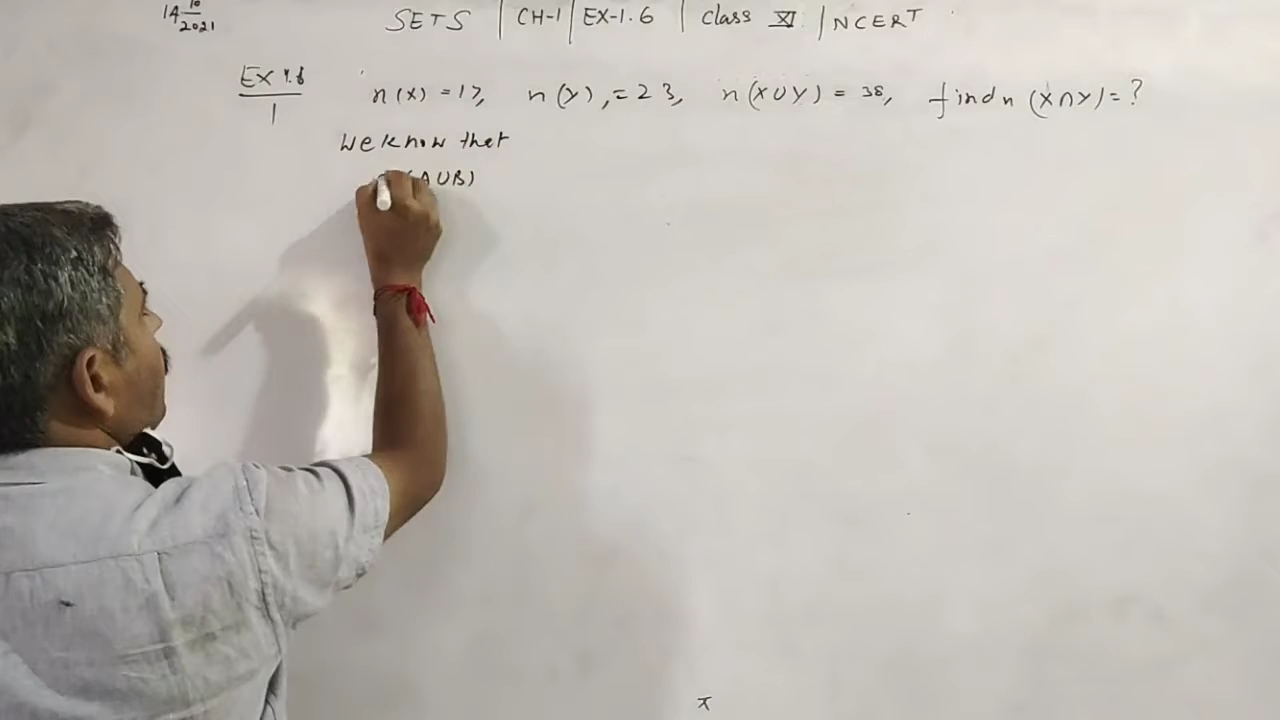 14 10/2021
SETS | CH-1 | EX-1.6 | Class XI | NCERT
Ex 1.6/1 n(X) = 17, n(Y), = 23, n(X∪Y) = 38, find n (X∩Y) = ?
We know that
(A∪B)
x